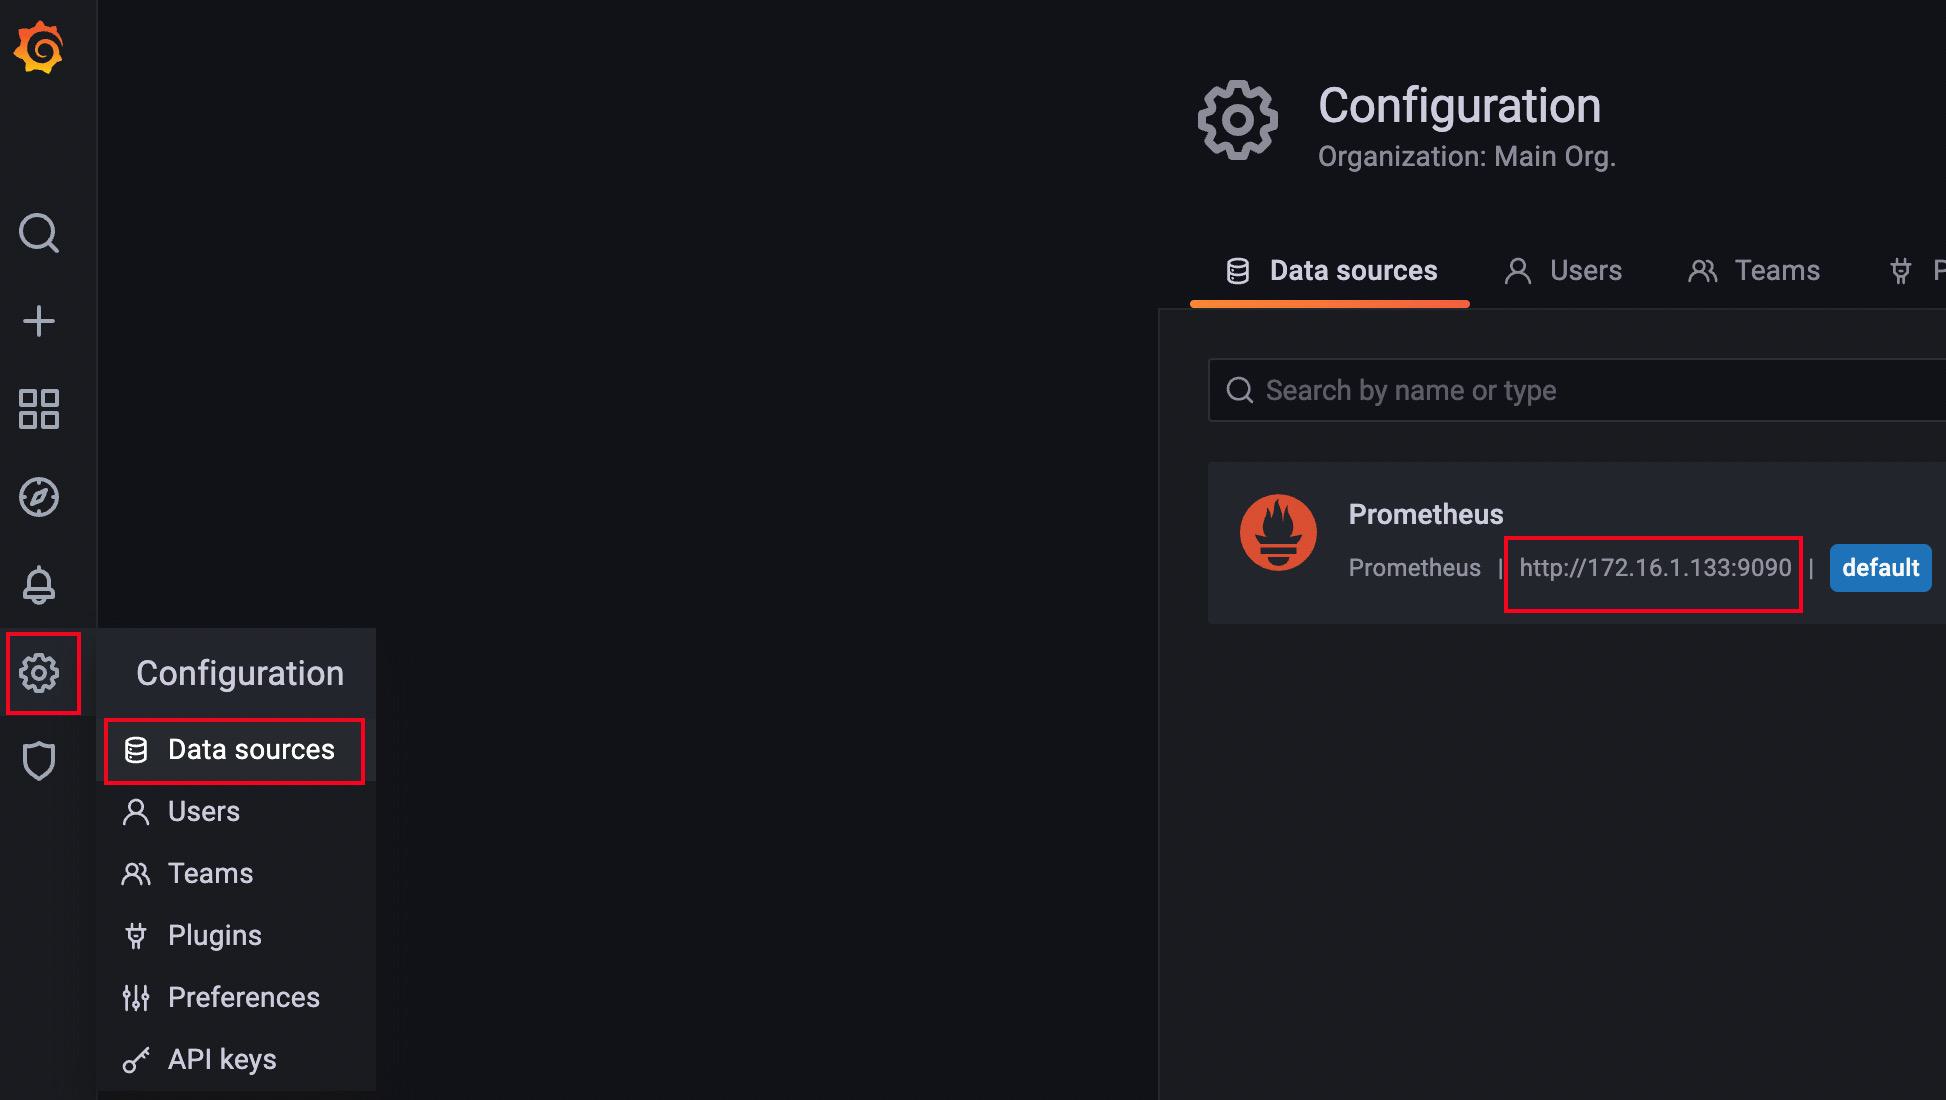 Configuration
Organization: Main Org.
Data sources
Users
Teams
P
Search by name or type
Prometheus
Prometheus | http://172.16.1.133:9090 | default
Configuration
Data sources
Users
Teams
Plugins
Preferences
API keys